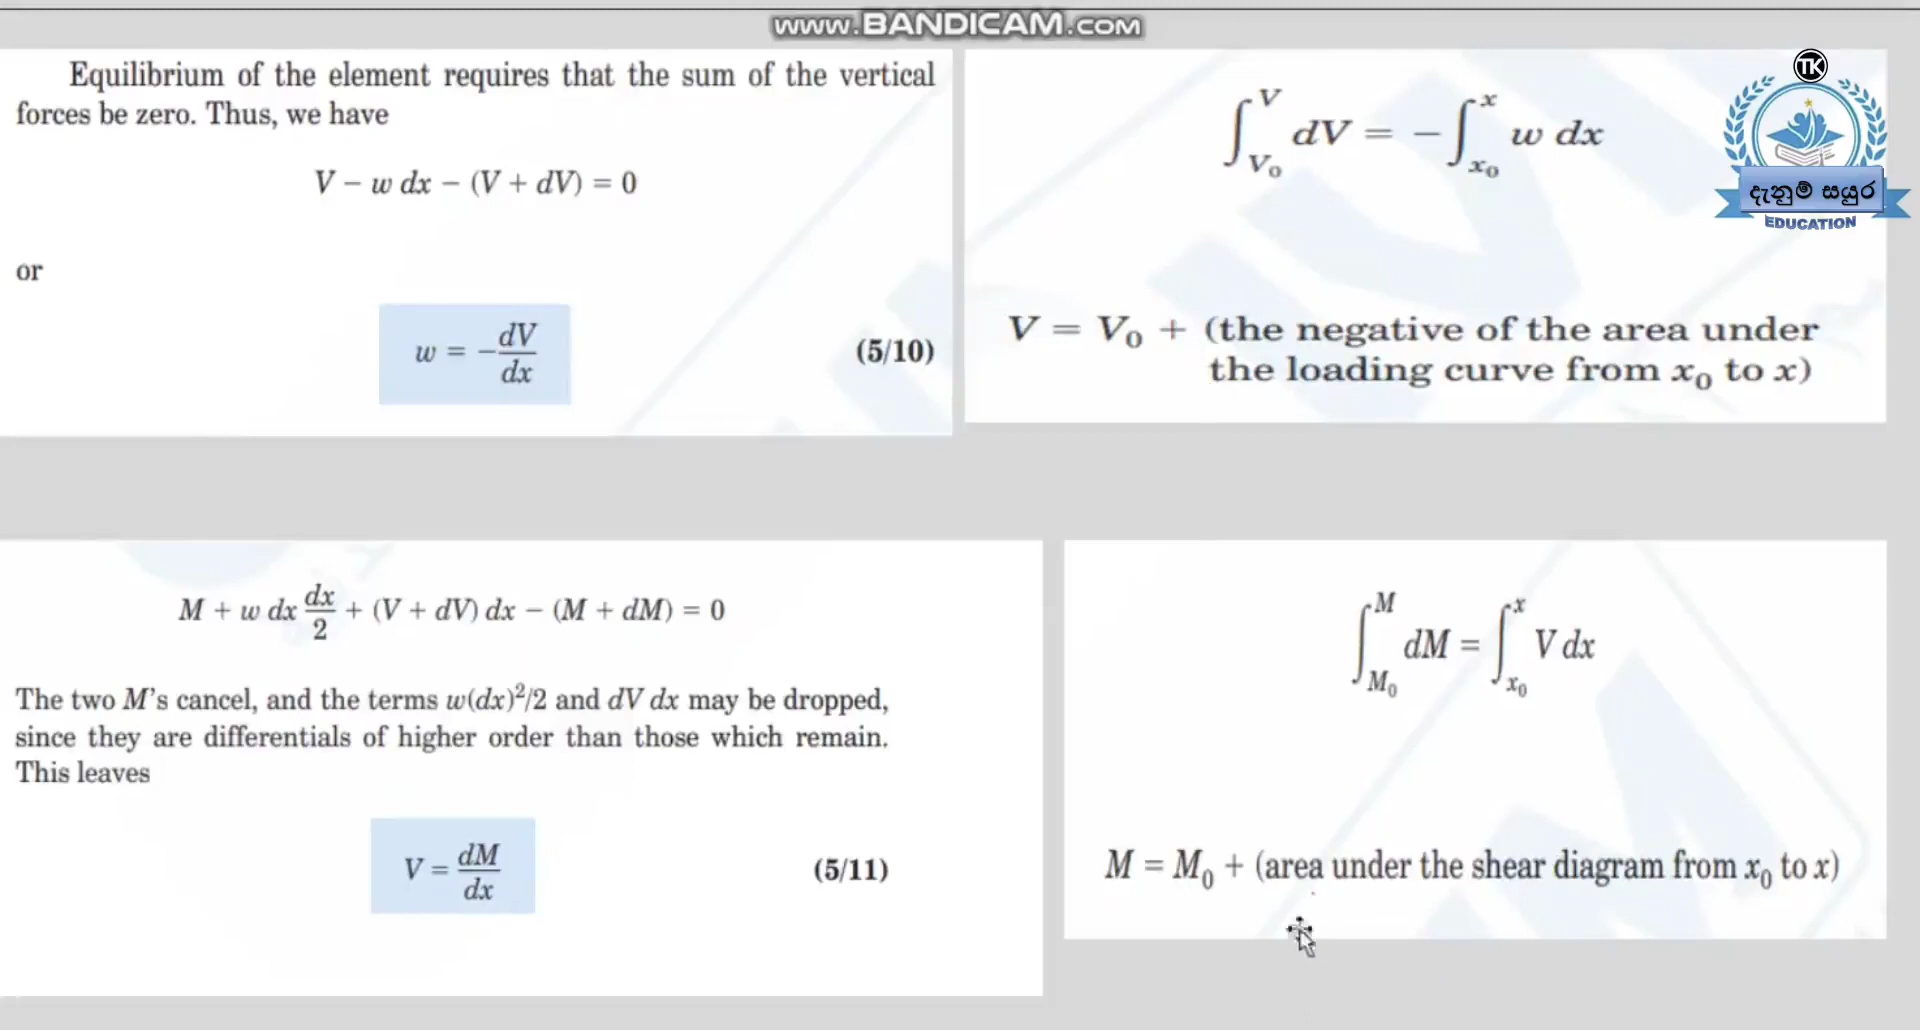 www.BANDICAM.com
Equilibrium of the element requires that the sum of the vertical
forces be zero. Thus, we have
V − w dx − (V + dV) = 0
or
w = −dV/dx (5/10)
∫_{V₀}^{V} dV = −∫_{x₀}^{x} w dx
V = V₀ + (the negative of the area under
the loading curve from x₀ to x)
TK
දැනුම් සයුර
EDUCATION
M + w dx dx/2 + (V + dV) dx − (M + dM) = 0
The two M's cancel, and the terms w(dx)²/2 and dV dx may be dropped,
since they are differentials of higher order than those which remain.
This leaves
V = dM/dx (5/11)
∫_{M₀}^{M} dM = ∫_{x₀}^{x} V dx
M = M₀ + (area under the shear diagram from x₀ to x)